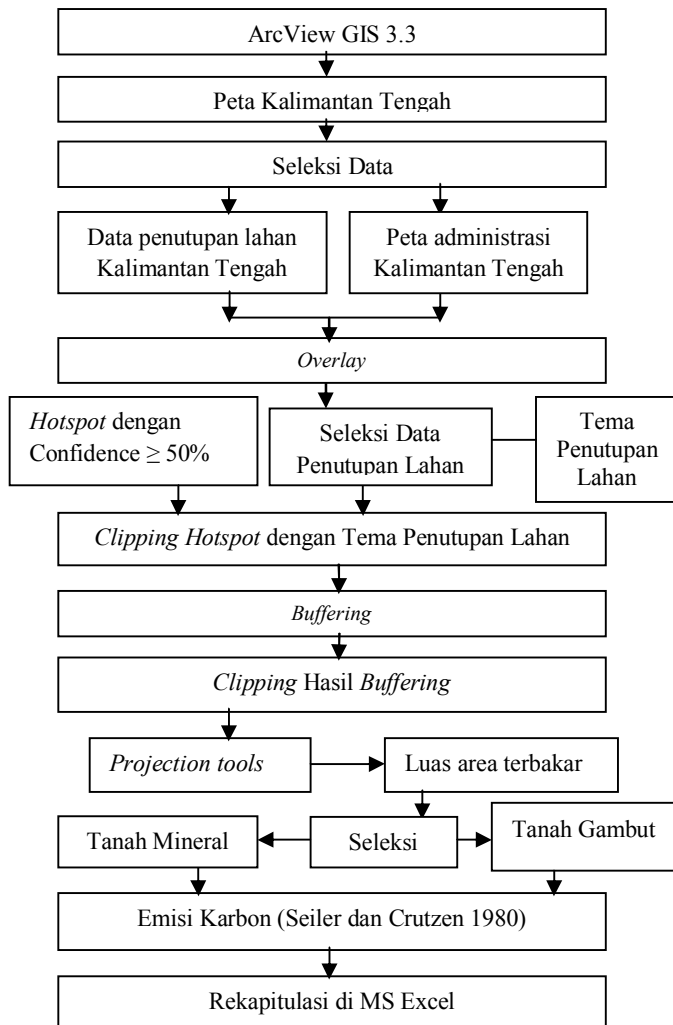 ArcView GIS 3.3
Peta Kalimantan Tengah
Seleksi Data
Data penutupan lahan
Kalimantan Tengah
Peta administrasi
Kalimantan Tengah
Overlay
Hotspot dengan
Confidence ≥ 50%
Seleksi Data
Penutupan Lahan
Tema
Penutupan
Lahan
Clipping Hotspot dengan Tema Penutupan Lahan
Buffering
Clipping Hasil Buffering
Projection tools
Luas area terbakar
Tanah Mineral
Seleksi
Tanah Gambut
Emisi Karbon (Seiler dan Crutzen 1980)
Rekapitulasi di MS Excel